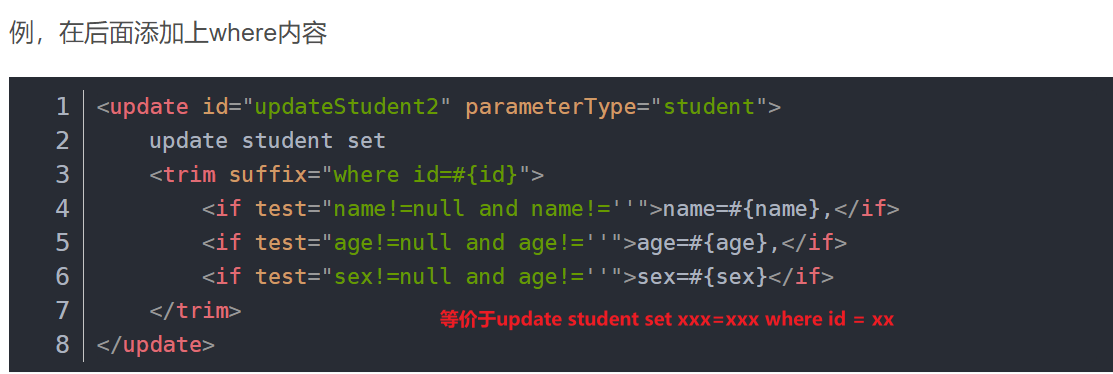 例，在后面添加上where内容
1 <update id="updateStudent2" parameterType="student">
2     update student set
3     <trim suffix="where id=#{id}">
4         <if test="name!=null and name!=''">name=#{name},</if>
5         <if test="age!=null and age!=''">age=#{age},</if>
6         <if test="sex!=null and age!=''">sex=#{sex}</if>
7     </trim>
等价于update student set xxx=xxx where id = xx
8 </update>